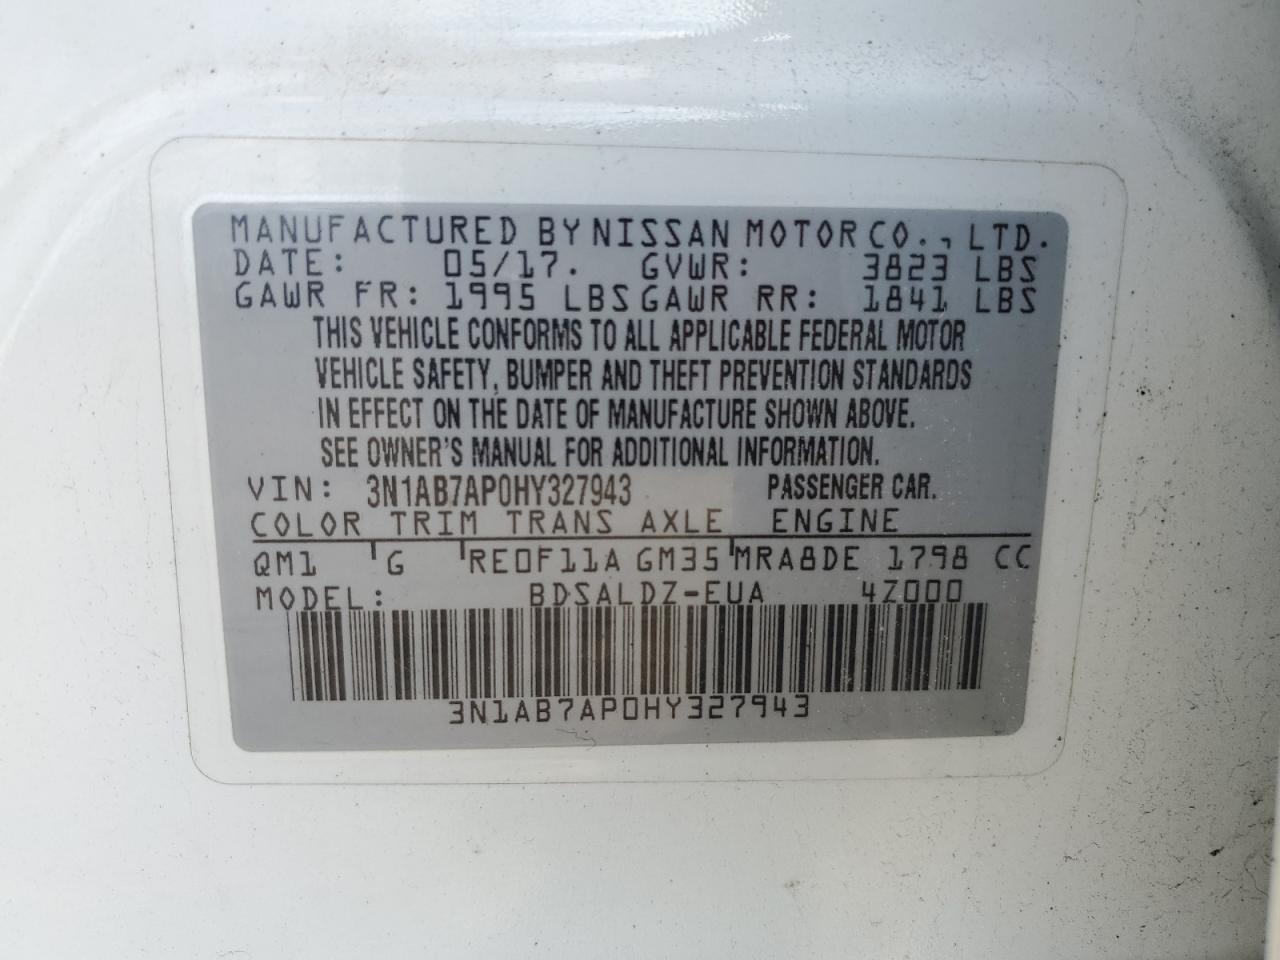 MANUFACTURED BY NISSAN MOTOR CO., LTD.
DATE: 05/17. GVWR: 3823 LBS
GAWR FR: 1995 LBS GAWR RR: 1841 LBS
THIS VEHICLE CONFORMS TO ALL APPLICABLE FEDERAL MOTOR
VEHICLE SAFETY, BUMPER AND THEFT PREVENTION STANDARDS
IN EFFECT ON THE DATE OF MANUFACTURE SHOWN ABOVE.
SEE OWNER'S MANUAL FOR ADDITIONAL INFORMATION.
VIN: 3N1AB7AP0HY327943 PASSENGER CAR.
COLOR TRIM TRANS AXLE ENGINE
QM1 G RE0F11A GM35 MRA8DE 1798 CC
MODEL: BDSALDZ-EUA 4Z000
3N1AB7AP0HY327943